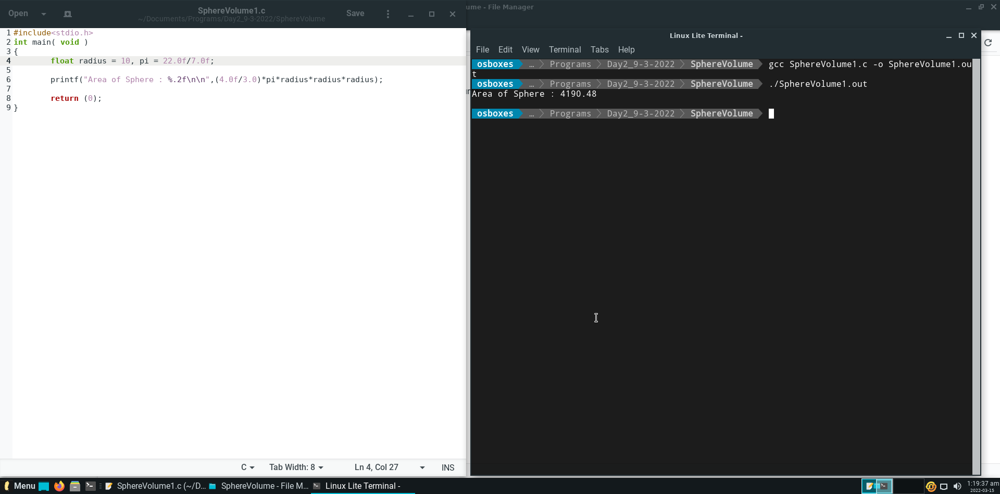 Open
SphereVolume1.c
~/Documents/Programs/Day2_9-3-2022/SphereVolume
Save
ume - File Manager
1 #include<stdio.h>
2 int main( void )
3 {
4 float radius = 10, pi = 22.0f/7.0f;
5
6 printf("Area of Sphere : %.2f\n\n",(4.0f/3.0)*pi*radius*radius*radius);
7
8 return (0);
9 }
C
Tab Width: 8
Ln 4, Col 27
INS
Linux Lite Terminal -
File Edit View Terminal Tabs Help
osboxes … Programs Day2_9-3-2022 SphereVolume gcc SphereVolume1.c -o SphereVolume1.ou
t
osboxes … Programs Day2_9-3-2022 SphereVolume ./SphereVolume1.out
Area of Sphere : 4190.48
osboxes … Programs Day2_9-3-2022 SphereVolume
Menu
SphereVolume1.c (~/D...
SphereVolume - File M...
Linux Lite Terminal -
1:19:37 am
2022-03-15